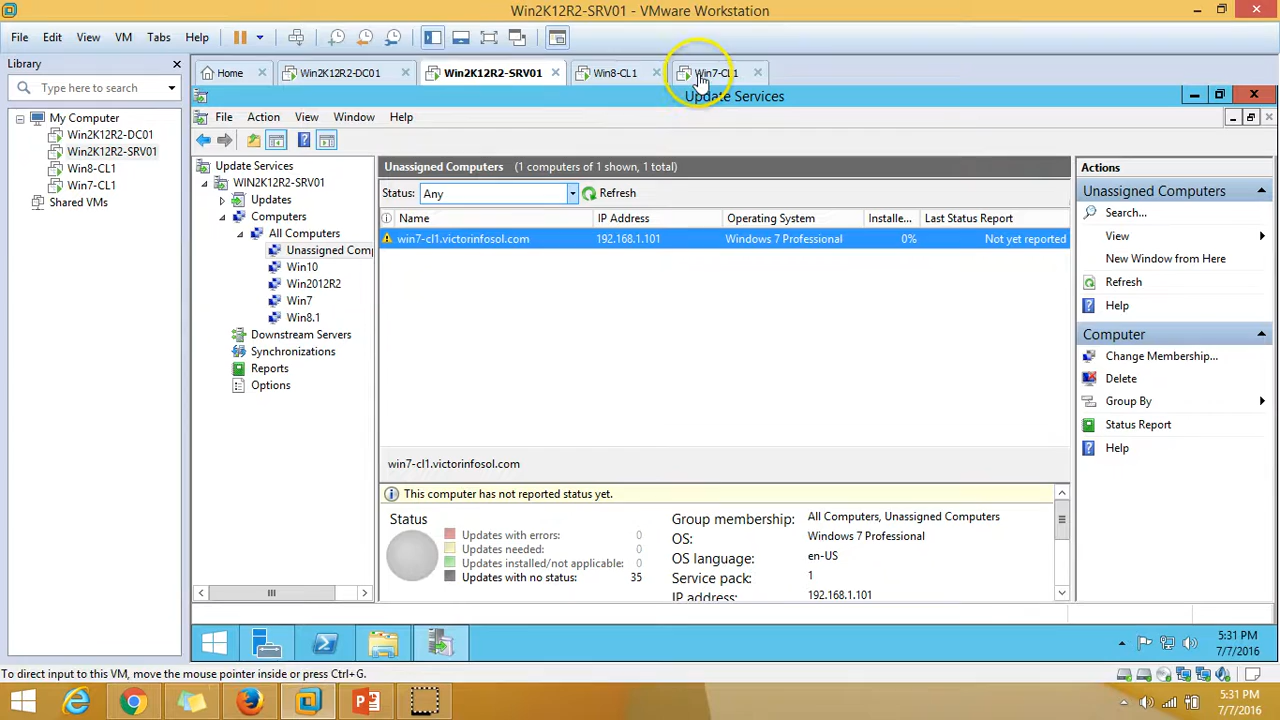 Win2K12R2-SRV01 - VMware Workstation
File Edit View VM Tabs Help
Library
Type here to search
My Computer
Win2K12R2-DC01
Win2K12R2-SRV01
Win8-CL1
Win7-CL1
Shared VMs
Home Win2K12R2-DC01 Win2K12R2-SRV01 Win8-CL1 Win7-CL1
Update Services
File Action View Window Help
Update Services
WIN2K12R2-SRV01
Updates
Computers
All Computers
Unassigned Comp
Win10
Win2012R2
Win7
Win8.1
Downstream Servers
Synchronizations
Reports
Options
Unassigned Computers (1 computers of 1 shown, 1 total)
Status: Any Refresh
Name IP Address Operating System Installe... Last Status Report
win7-cl1.victorinfosol.com 192.168.1.101 Windows 7 Professional 0% Not yet reported
win7-cl1.victorinfosol.com
This computer has not reported status yet.
Status
Updates with errors: 0
Updates needed: 0
Updates installed/not applicable: 0
Updates with no status: 35
Group membership: All Computers, Unassigned Computers
OS: Windows 7 Professional
OS language: en-US
Service pack: 1
IP address: 192.168.1.101
Actions
Unassigned Computers
Search...
View
New Window from Here
Refresh
Help
Computer
Change Membership...
Delete
Group By
Status Report
Help
5:31 PM
7/7/2016
To direct input to this VM, move the mouse pointer inside or press Ctrl+G.
5:31 PM
7/7/2016